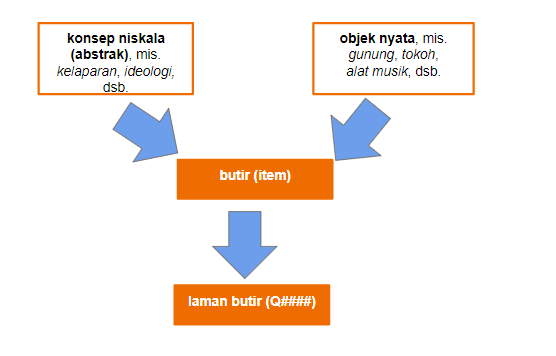 konsep niskala
(abstrak), mis.
kelaparan, ideologi,
dsb.
objek nyata, mis.
gunung, tokoh,
alat musik, dsb.
butir (item)
laman butir (Q####)